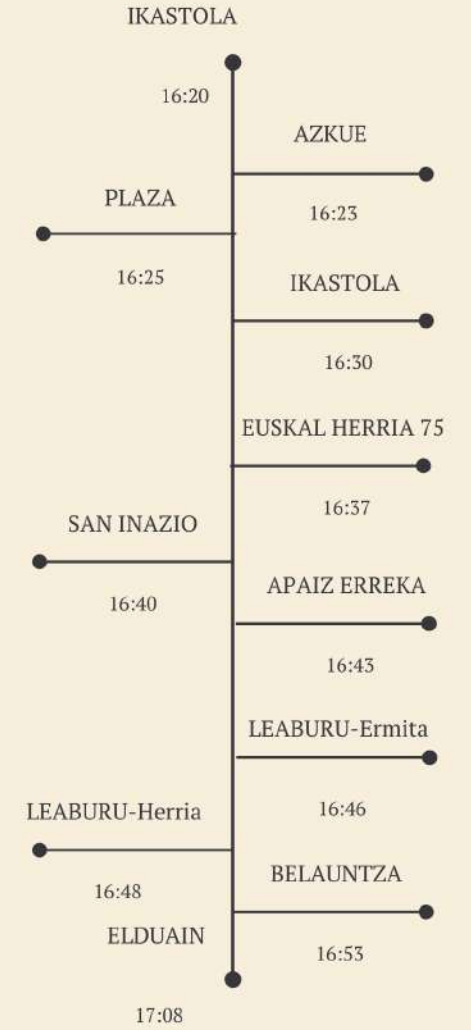 IKASTOLA
16:20
AZKUE
16:23
PLAZA
16:25
IKASTOLA
16:30
EUSKAL HERRIA 75
16:37
SAN INAZIO
16:40
APAIZ ERREKA
16:43
LEABURU-Ermita
16:46
LEABURU-Herria
16:48
BELAUNTZA
16:53
ELDUAIN
17:08